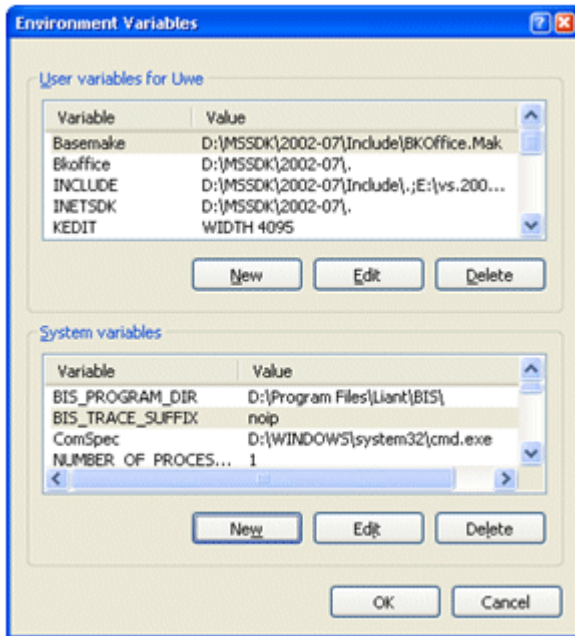 Environment Variables
User variables for Uwe
Variable Value
Basemake D:\MSSDK\2002-07\Include\BKOffice.Mak
Bkoffice D:\MSSDK\2002-07\.
INCLUDE D:\MSSDK\2002-07\Include\.;E:\vs.200...
INETSDK D:\MSSDK\2002-07\.
KEDIT WIDTH 4095
New Edit Delete
System variables
Variable Value
BIS_PROGRAM_DIR D:\Program Files\Liant\BIS\
BIS_TRACE_SUFFIX noip
ComSpec D:\WINDOWS\system32\cmd.exe
NUMBER_OF_PROCES... 1
New Edit Delete
OK Cancel